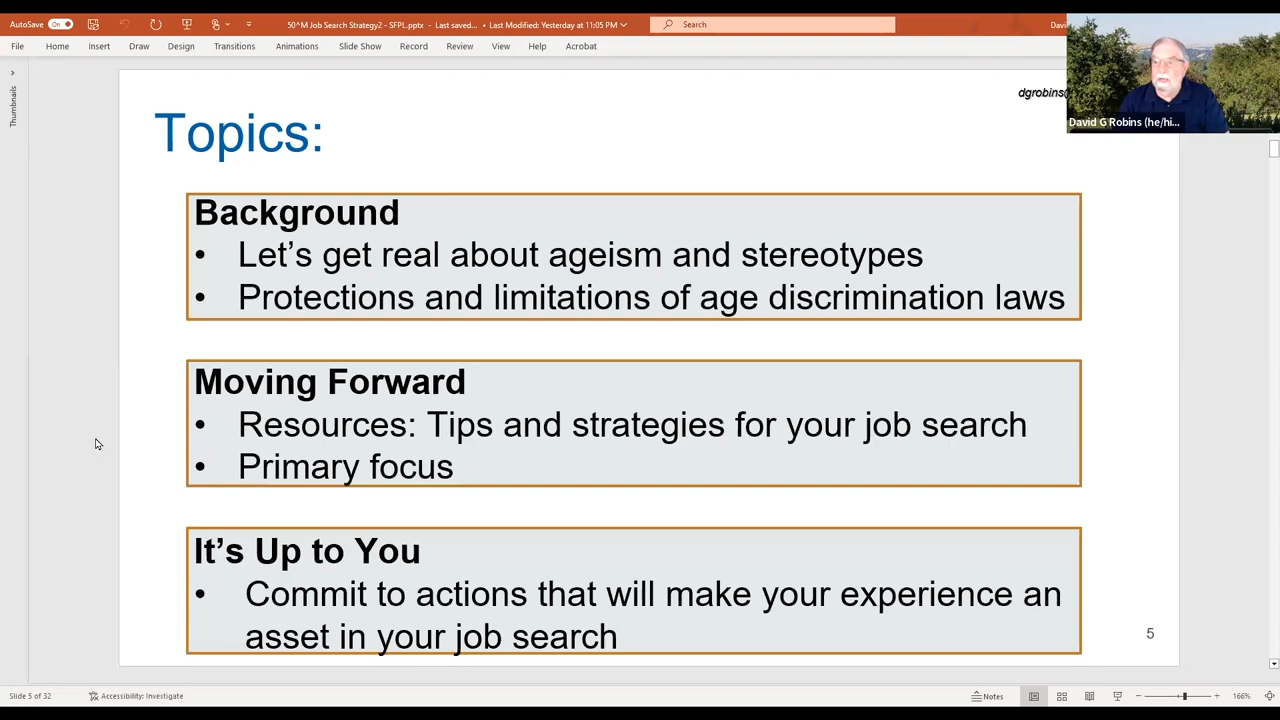 AutoSave On 50^M Job Search Strategy2 - SFPL.pptx - Last saved... • Last Modified: Yesterday at 11:05 PM Search
File Home Insert Draw Design Transitions Animations Slide Show Record Review View Help Acrobat
Thumbnails
dgrobins@
David G Robins (he/hi...
Topics:
Background
• Let’s get real about ageism and stereotypes
• Protections and limitations of age discrimination laws
Moving Forward
• Resources: Tips and strategies for your job search
• Primary focus
It’s Up to You
• Commit to actions that will make your experience an
asset in your job search
5
Slide 5 of 32 Accessibility: Investigate Notes 166%